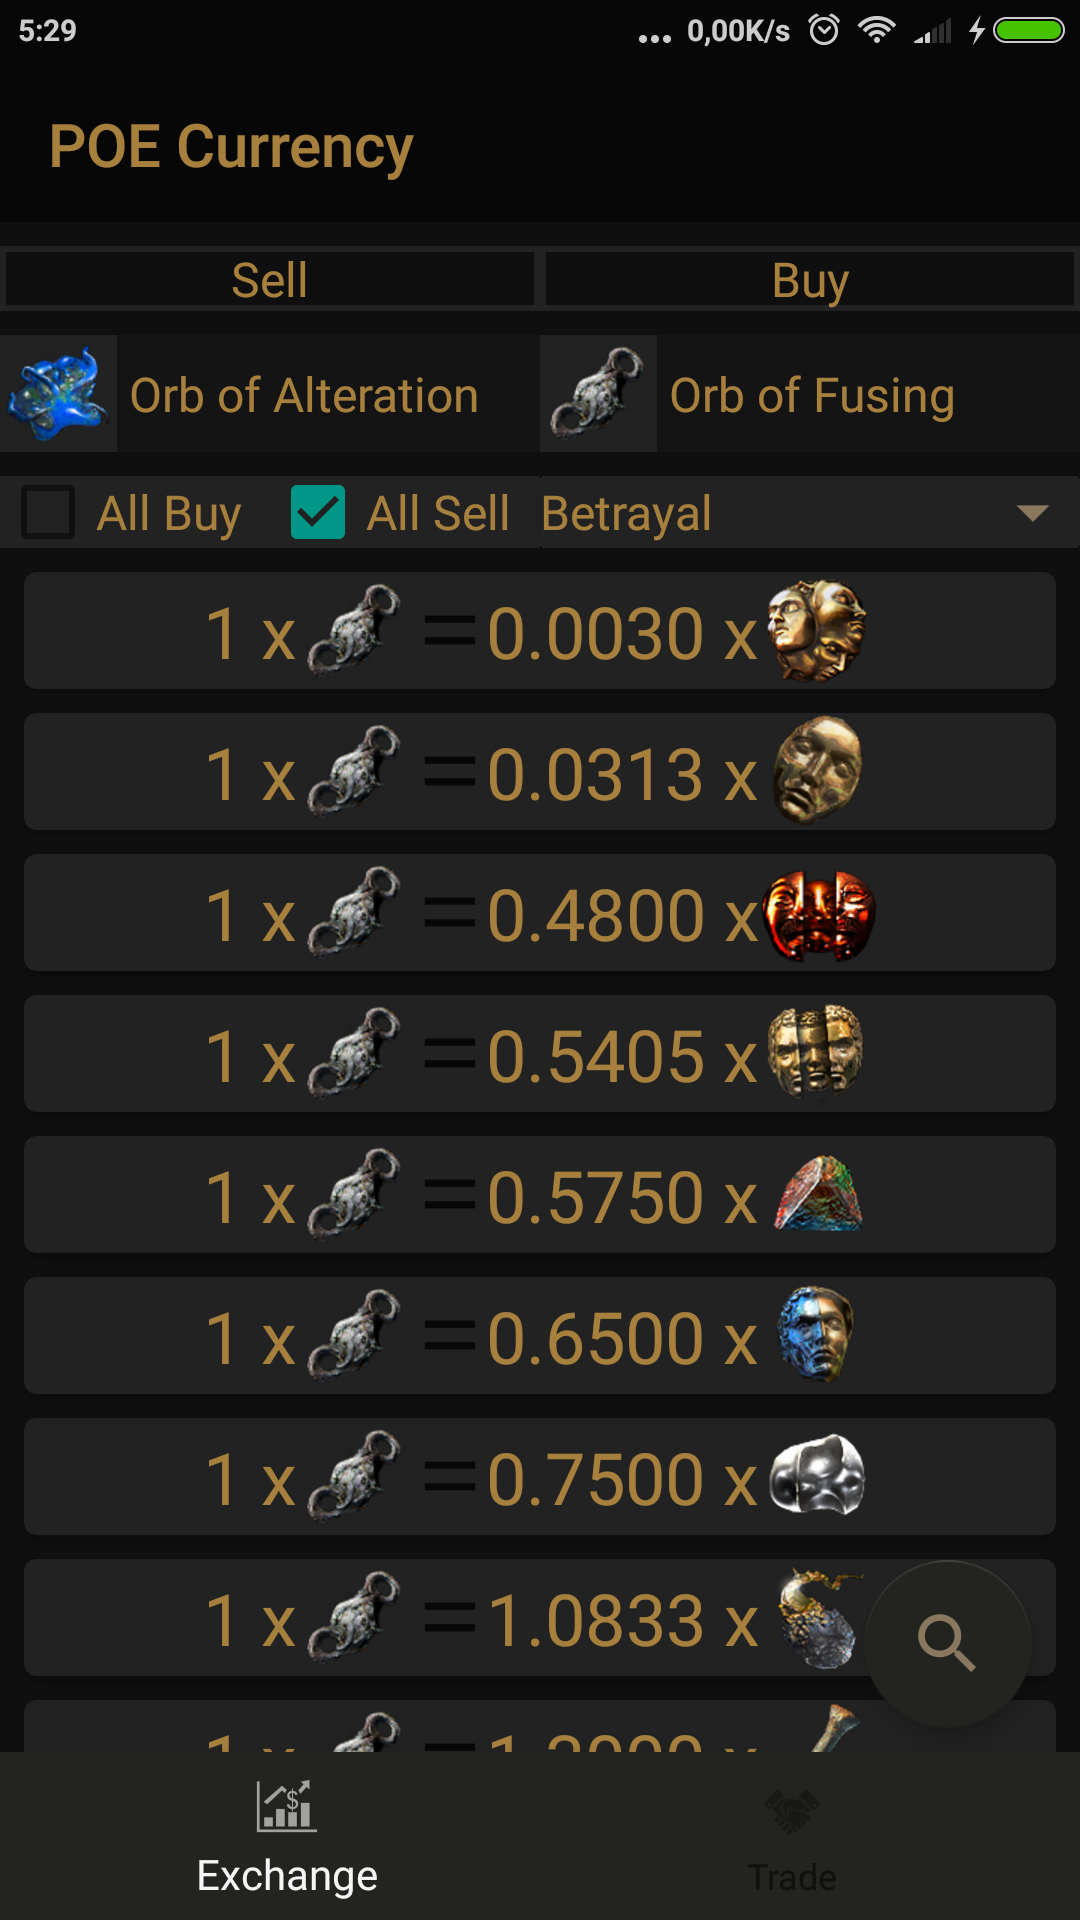 5:29 ... 0,00K/s
POE Currency
Sell Buy
Orb of Alteration Orb of Fusing
All Buy All Sell Betrayal
1 x = 0.0030 x
1 x = 0.0313 x
1 x = 0.4800 x
1 x = 0.5405 x
1 x = 0.5750 x
1 x = 0.6500 x
1 x = 0.7500 x
1 x = 1.0833 x
1 x
Exchange Trade